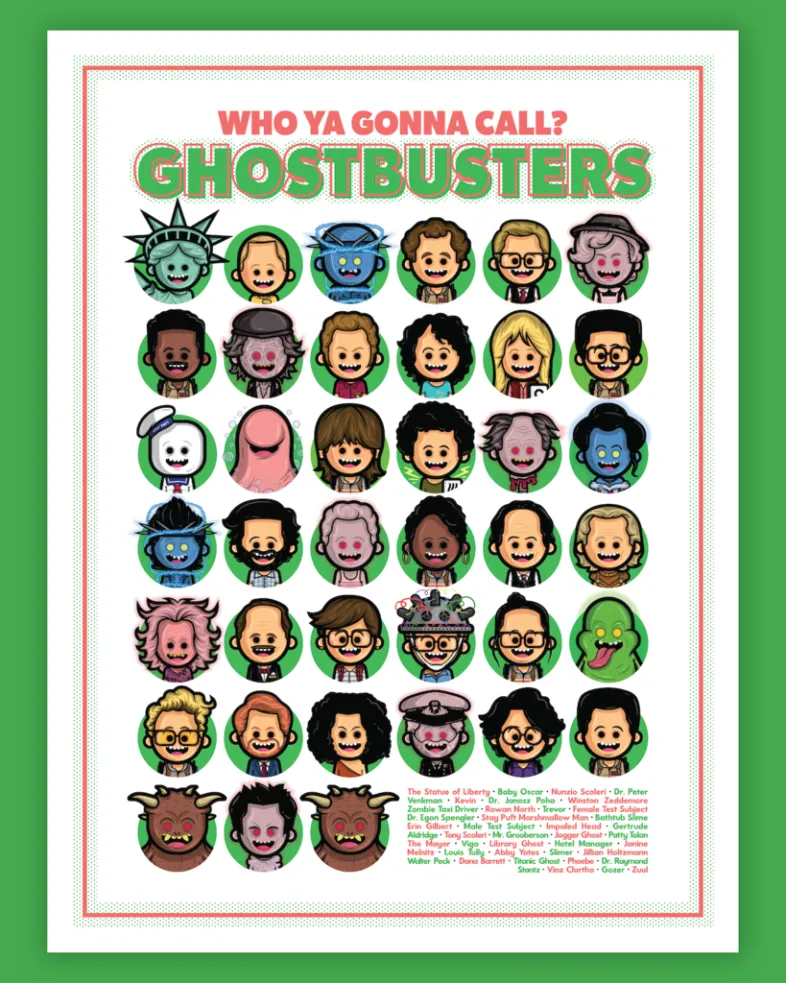 WHO YA GONNA CALL?
GHOSTBUSTERS
The Statue of Liberty • Baby Oscar • Nunzio Scoleri • Dr. Peter
Venkman • Kevin • Dr. Janosz Poha • Winston Zeddemore
Zombie Taxi Driver • Rowan North • Trevor • Female Test Subject
Dr. Egon Spengler • Stay Puft Marshmallow Man • Bathtub Slime
Erin Gilbert • Male Test Subject • Impaled Head • Gertrude
Aldridge • Tony Scoleri • Mr. Grooberson • Jogger Ghost • Patty Tolan
The Mayor • Vigo • Library Ghost • Hotel Manager • Janine
Melnitz • Louis Tully • Abby Yates • Slimer • Jillian Holtzmann
Walter Peck • Dana Barrett • Titanic Ghost • Phoebe • Dr. Raymond
Stantz • Vinz Clortho • Gozer • Zuul